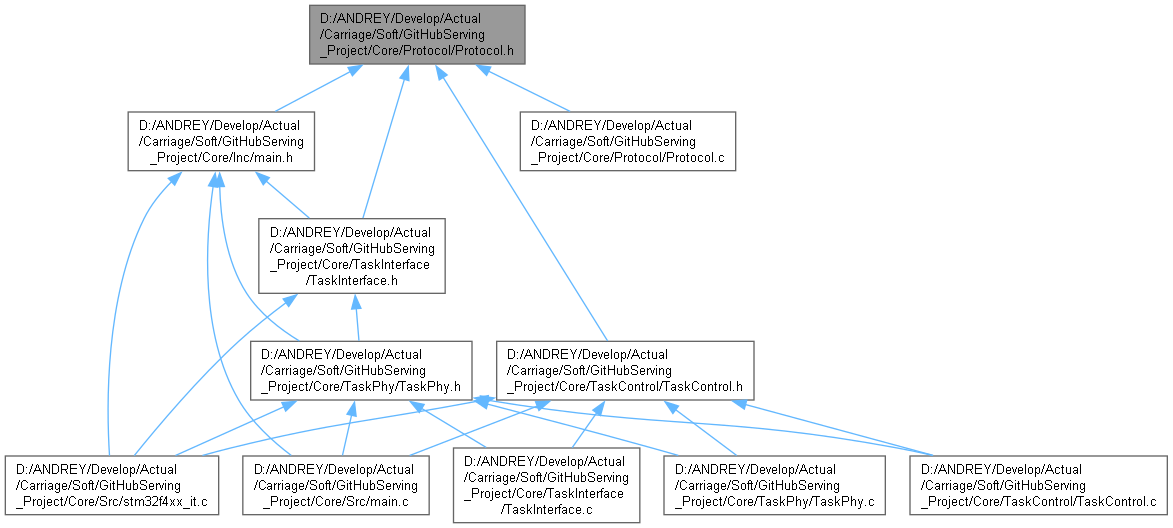 D:/ANDREY/Develop/Actual
/Carriage/Soft/GitHubServing
_Project/Core/Protocol/Protocol.h
D:/ANDREY/Develop/Actual
/Carriage/Soft/GitHubServing
_Project/Core/Inc/main.h
D:/ANDREY/Develop/Actual
/Carriage/Soft/GitHubServing
_Project/Core/Protocol/Protocol.c
D:/ANDREY/Develop/Actual
/Carriage/Soft/GitHubServing
_Project/Core/TaskInterface
/TaskInterface.h
D:/ANDREY/Develop/Actual
/Carriage/Soft/GitHubServing
_Project/Core/TaskPhy/TaskPhy.h
D:/ANDREY/Develop/Actual
/Carriage/Soft/GitHubServing
_Project/Core/TaskControl/TaskControl.h
D:/ANDREY/Develop/Actual
/Carriage/Soft/GitHubServing
_Project/Core/Src/stm32f4xx_it.c
D:/ANDREY/Develop/Actual
/Carriage/Soft/GitHubServing
_Project/Core/Src/main.c
D:/ANDREY/Develop/Actual
/Carriage/Soft/GitHubServing
_Project/Core/TaskInterface
/TaskInterface.c
D:/ANDREY/Develop/Actual
/Carriage/Soft/GitHubServing
_Project/Core/TaskPhy/TaskPhy.c
D:/ANDREY/Develop/Actual
/Carriage/Soft/GitHubServing
_Project/Core/TaskControl/TaskControl.c